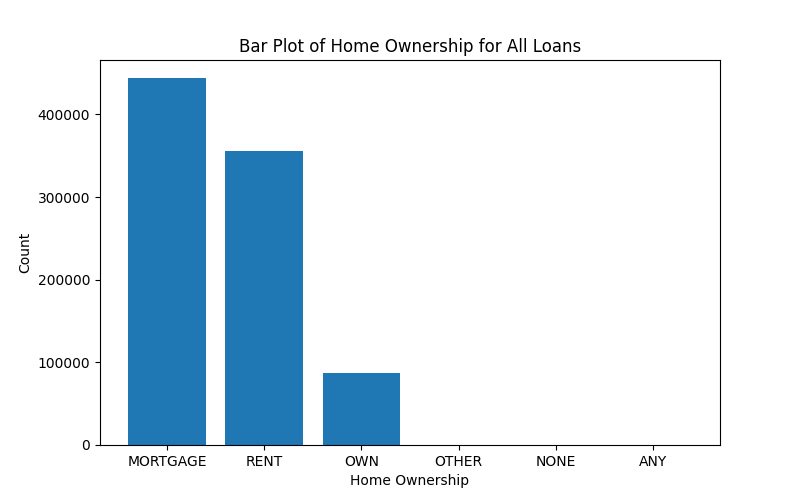 Bar Plot of Home Ownership for All Loans
400000
300000
200000
100000
0
Count
MORTGAGE RENT OWN OTHER NONE ANY
Home Ownership